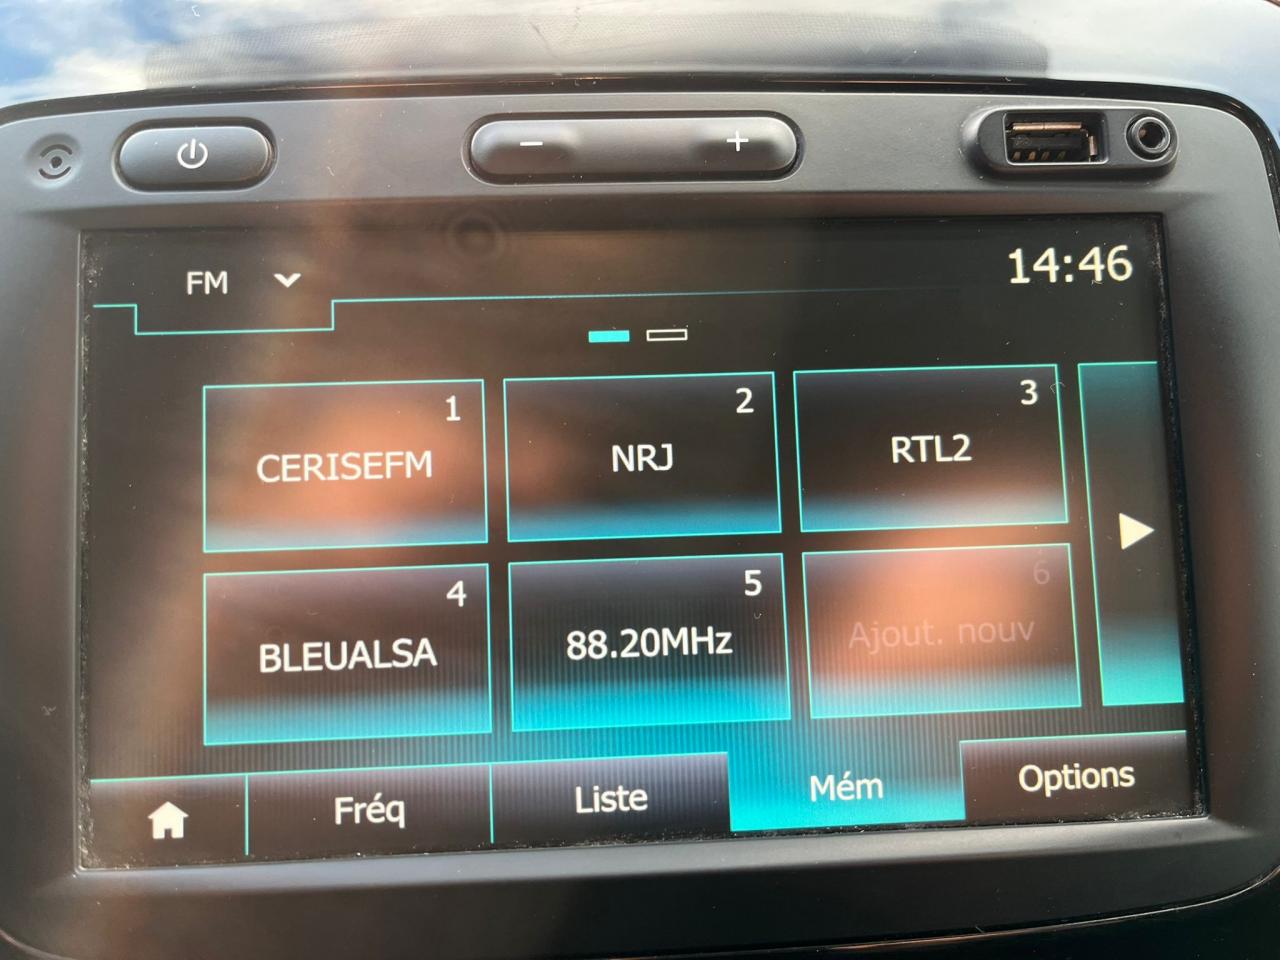 FM
14:46
1
CERISEFM
2
NRJ
3
RTL2
4
BLEUALSA
5
88.20MHz
6
Ajout. nouv
Fréq
Liste
Mém
Options